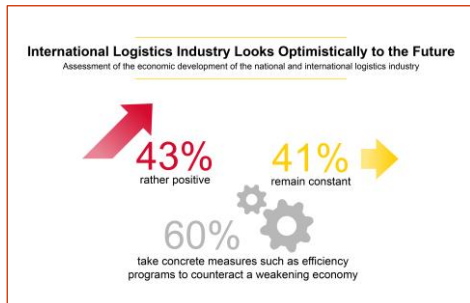 International Logistics Industry Looks Optimistically to the Future
Assessment of the economic development of the national and international logistics industry
43%
rather positive
41%
remain constant
60%
take concrete measures such as efficiency
programs to counteract a weakening economy